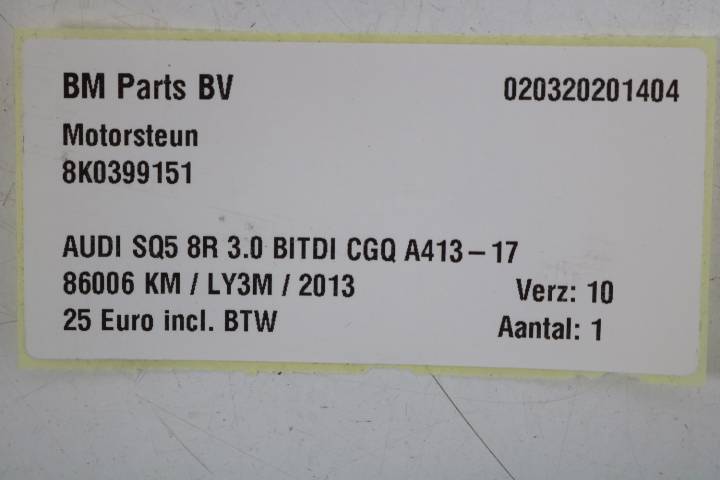 BM Parts BV 020320201404
Motorsteun
8K0399151
AUDI SQ5 8R 3.0 BITDI CGQ A413-17
86006 KM / LY3M / 2013 Verz: 10
25 Euro incl. BTW Aantal: 1